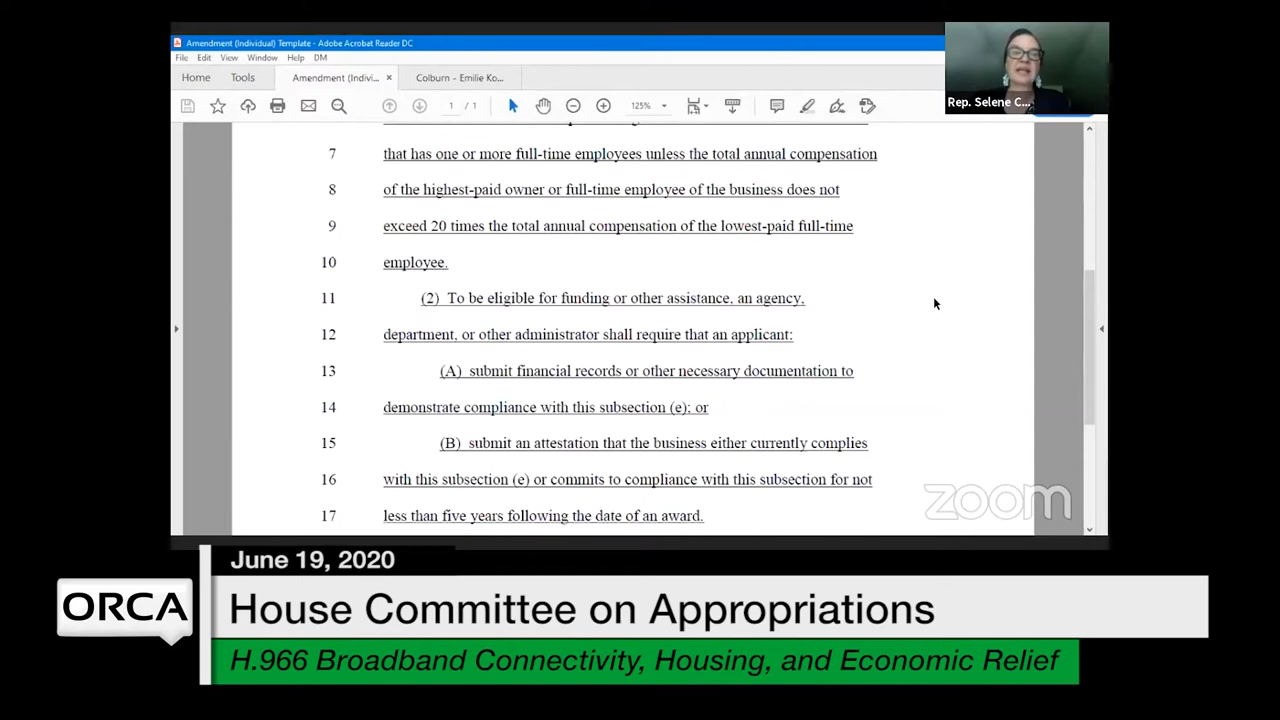 Amendment (Individual) Template - Adobe Acrobat Reader DC
File Edit View Window Help DM
Home Tools Amendment (Indivi... × Colburn - Emilie Ko...
1 / 1 125%
Rep. Selene C...
7 that has one or more full-time employees unless the total annual compensation
8 of the highest-paid owner or full-time employee of the business does not
9 exceed 20 times the total annual compensation of the lowest-paid full-time
10 employee.
11 (2) To be eligible for funding or other assistance, an agency,
12 department, or other administrator shall require that an applicant:
13 (A) submit financial records or other necessary documentation to
14 demonstrate compliance with this subsection (e); or
15 (B) submit an attestation that the business either currently complies
16 with this subsection (e) or commits to compliance with this subsection for not
17 less than five years following the date of an award.
zoom
June 19, 2020
ORCA
House Committee on Appropriations
H.966 Broadband Connectivity, Housing, and Economic Relief